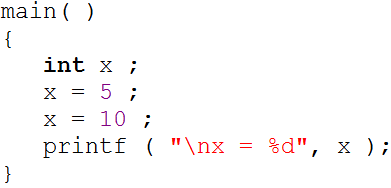 main( )
{
int x ;
x = 5 ;
x = 10 ;
printf ( "\nx = %d", x );
}